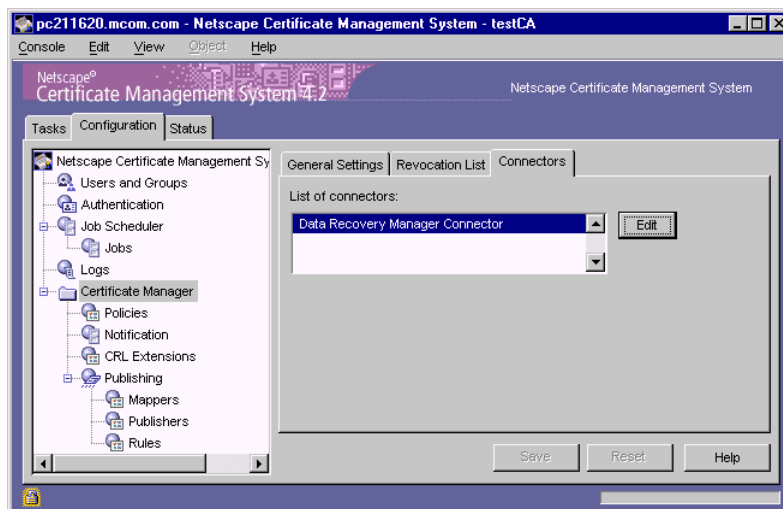 pc211620.mcom.com - Netscape Certificate Management System - testCA
Console Edit View Object Help
Netscape®
Certificate Management System 4.2
Netscape Certificate Management System
Tasks Configuration Status
Netscape Certificate Management Sy
Users and Groups
Authentication
Job Scheduler
Jobs
Logs
Certificate Manager
Policies
Notification
CRL Extensions
Publishing
Mappers
Publishers
Rules
General Settings Revocation List Connectors
List of connectors:
Data Recovery Manager Connector
Edit
Save Reset Help